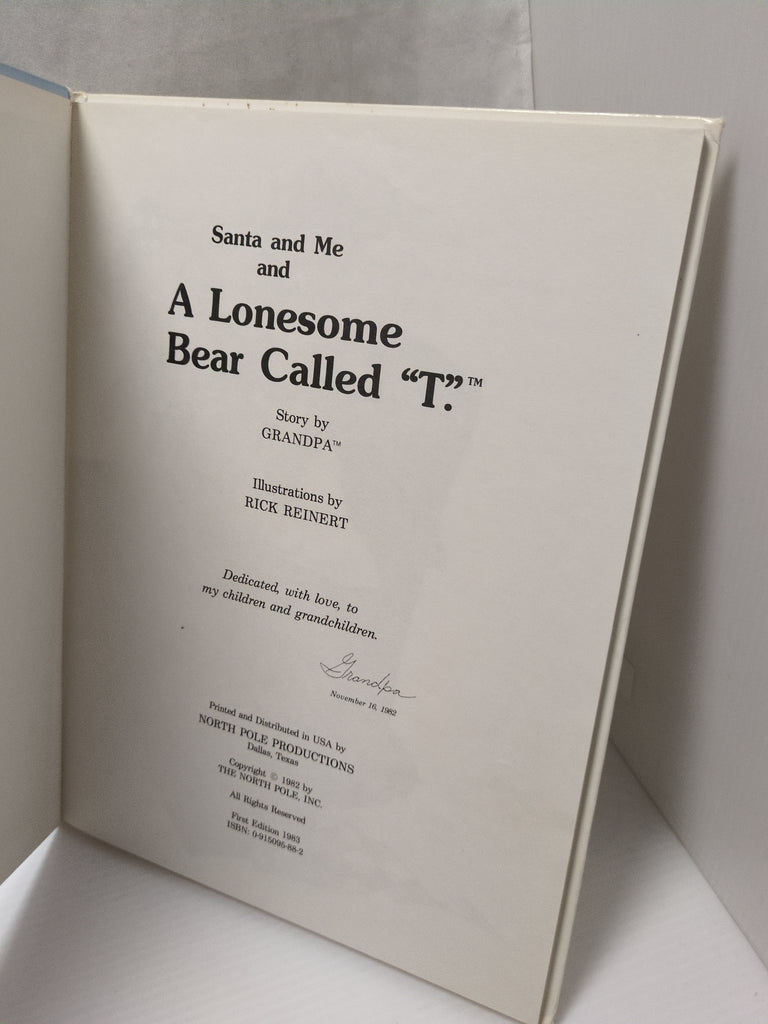 Santa and Me
and
A Lonesome
Bear Called “T.”™
Story by
GRANDPA™
Illustrations by
RICK REINERT
Dedicated, with love, to
my children and grandchildren.
Grandpa
November 16, 1982
Printed and Distributed in USA by
NORTH POLE PRODUCTIONS
Dallas, Texas
Copyright © 1982 by
THE NORTH POLE, INC.
All Rights Reserved
First Edition 1983
ISBN: 0-915095-88-2